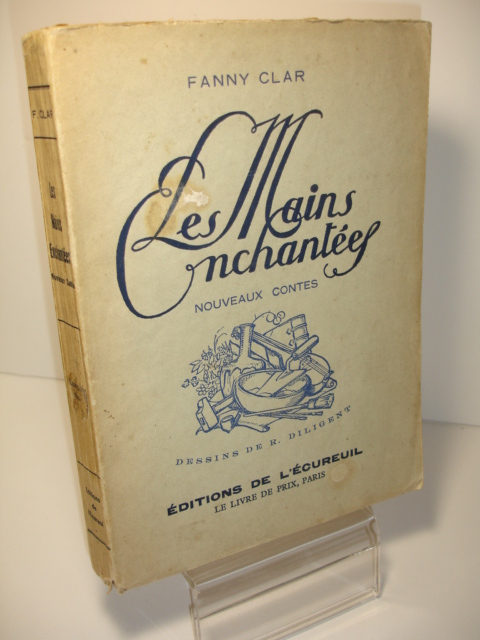 FANNY CLAR
Les Mains
Enchantées
NOUVEAUX CONTES
DESSINS DE R. DILIGENT
ÉDITIONS DE L'ÉCUREUIL
LE LIVRE DE PRIX, PARIS
F. CLAR
Les
Mains
Enchantées